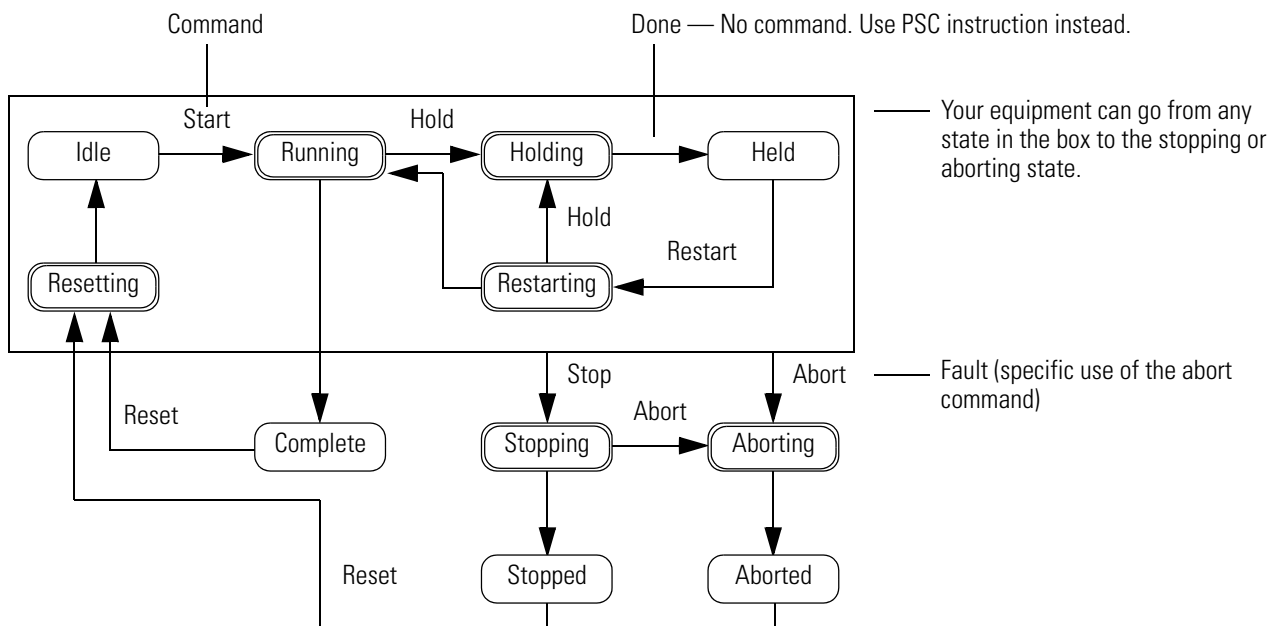 Command
Done — No command. Use PSC instruction instead.
Start
Hold
Your equipment can go from any
state in the box to the stopping or
aborting state.
Idle
Running
Holding
Held
Hold
Restart
Resetting
Restarting
Stop
Abort
Fault (specific use of the abort
command)
Reset
Abort
Complete
Stopping
Aborting
Reset
Stopped
Aborted